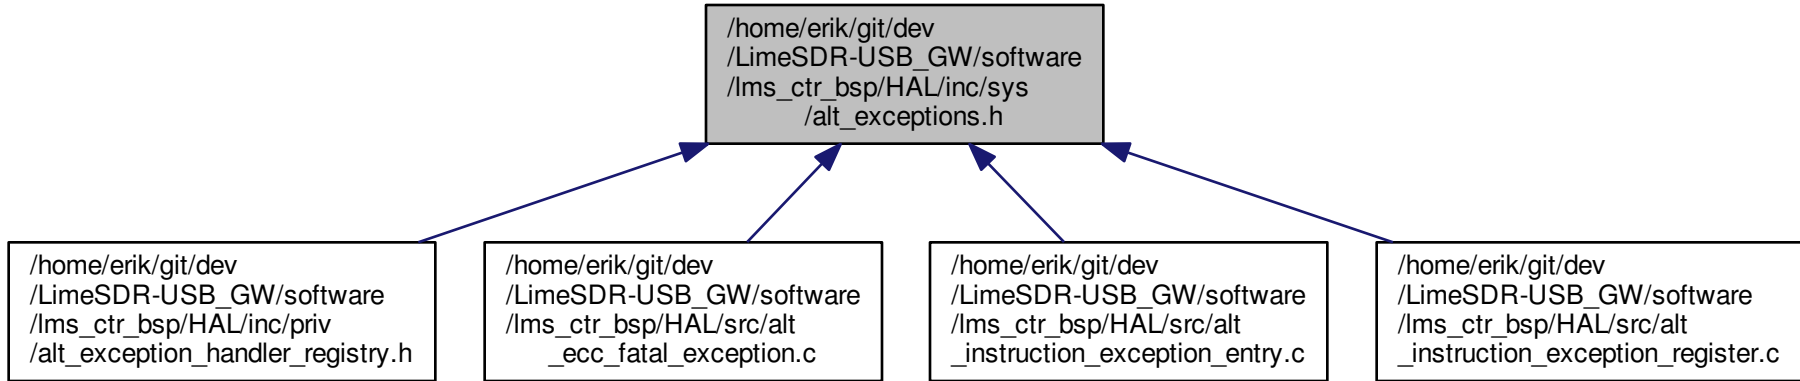 /home/erik/git/dev
/LimeSDR-USB_GW/software
/lms_ctr_bsp/HAL/inc/sys
/alt_exceptions.h
/home/erik/git/dev
/LimeSDR-USB_GW/software
/lms_ctr_bsp/HAL/inc/priv
/alt_exception_handler_registry.h
/home/erik/git/dev
/LimeSDR-USB_GW/software
/lms_ctr_bsp/HAL/src/alt
_ecc_fatal_exception.c
/home/erik/git/dev
/LimeSDR-USB_GW/software
/lms_ctr_bsp/HAL/src/alt
_instruction_exception_entry.c
/home/erik/git/dev
/LimeSDR-USB_GW/software
/lms_ctr_bsp/HAL/src/alt
_instruction_exception_register.c